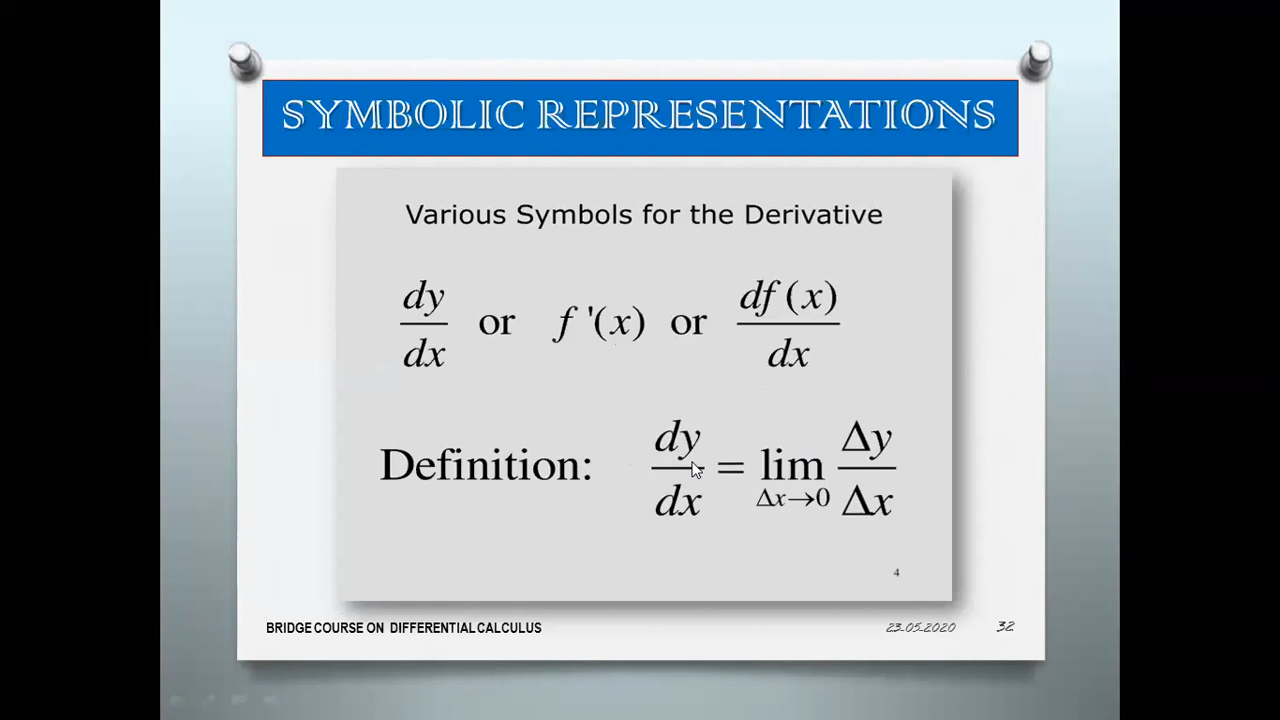 SYMBOLIC REPRESENTATIONS
Various Symbols for the Derivative
dy/dx or f '(x) or df(x)/dx
Definition: dy/dx = lim Δx→0 Δy/Δx
4
BRIDGE COURSE ON DIFFERENTIAL CALCULUS 23.05.2020 32